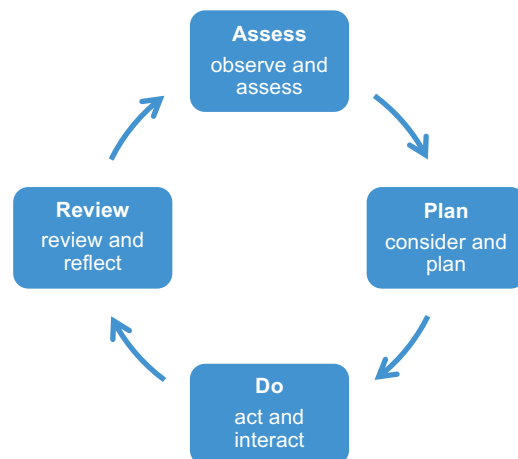 Assess
observe and
assess
Plan
consider and
plan
Do
act and
interact
Review
review and
reflect